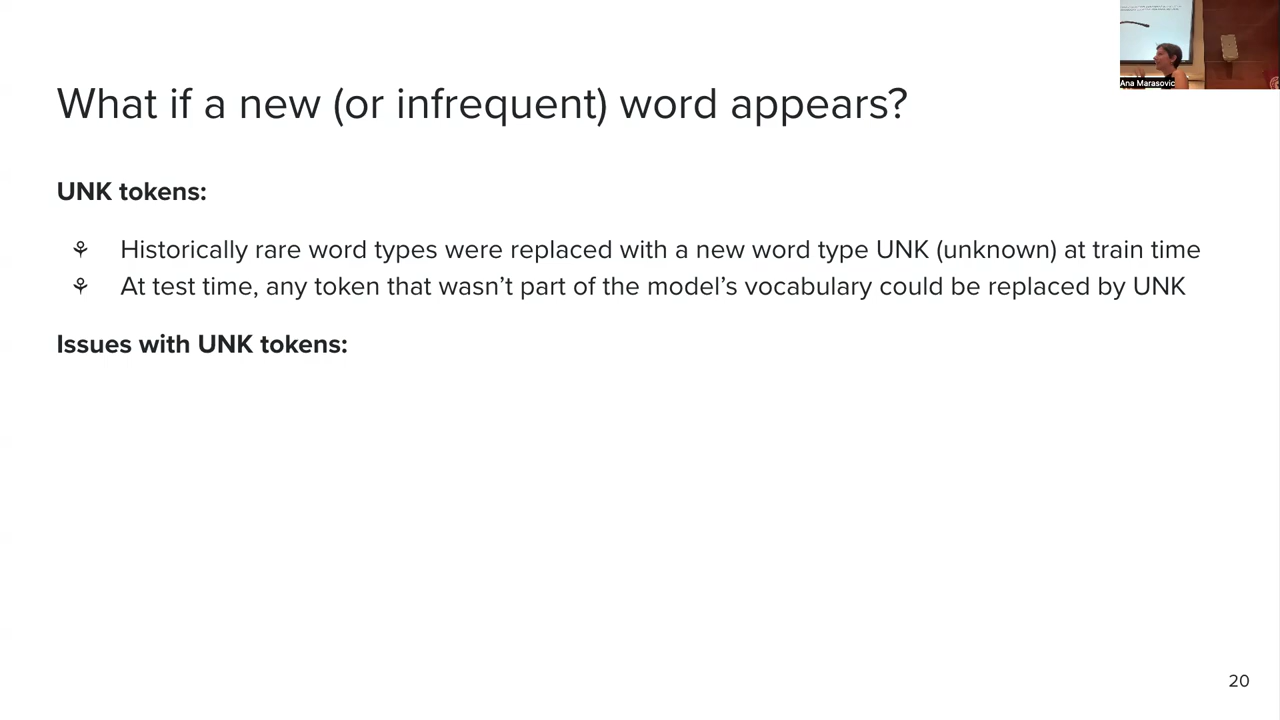 Ana Marasovic
What if a new (or infrequent) word appears?
UNK tokens:
Historically rare word types were replaced with a new word type UNK (unknown) at train time
At test time, any token that wasn't part of the model's vocabulary could be replaced by UNK
Issues with UNK tokens:
20